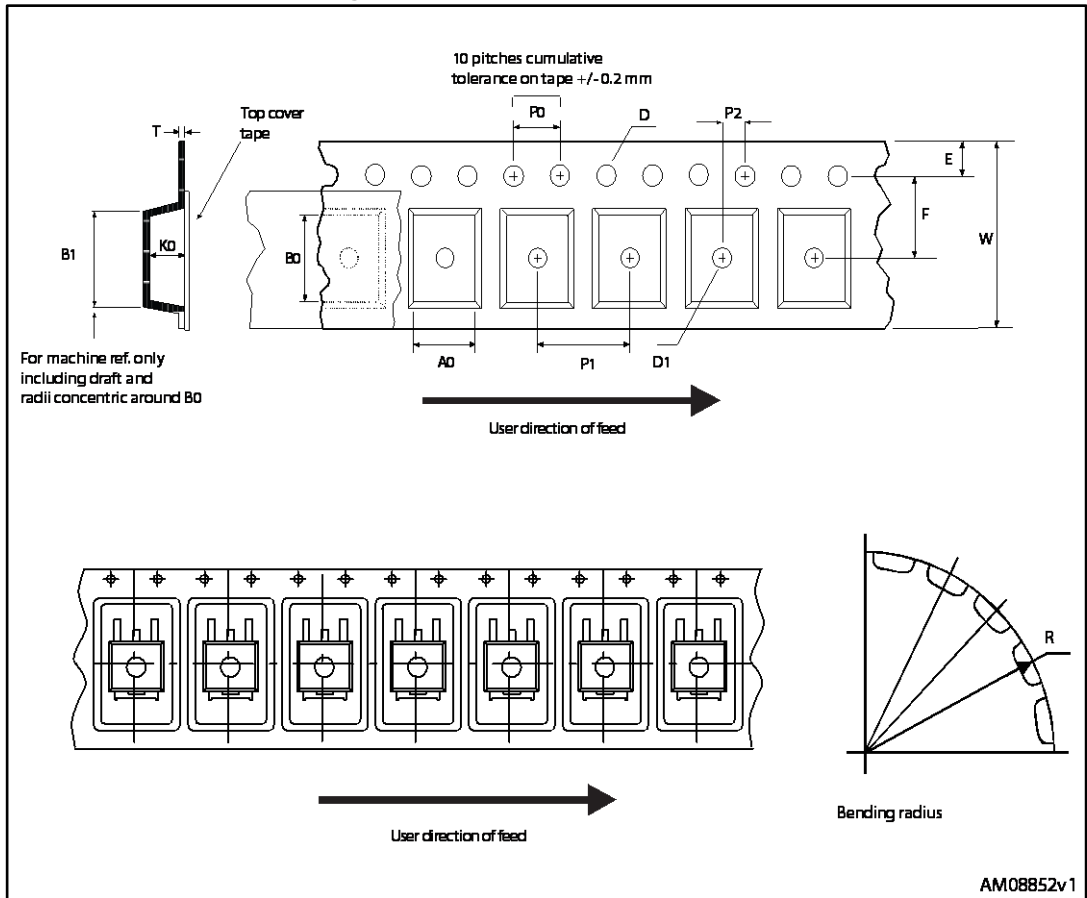 10 pitches cumulative
tolerance on tape +/- 0.2 mm
P0
D
P2
T
Top cover
tape
E
F
W
B1
K0
B0
For machine ref. only
including draft and
radii concentric around B0
A0
P1
D1
User direction of feed
R
Bending radius
User direction of feed
AM08852v1